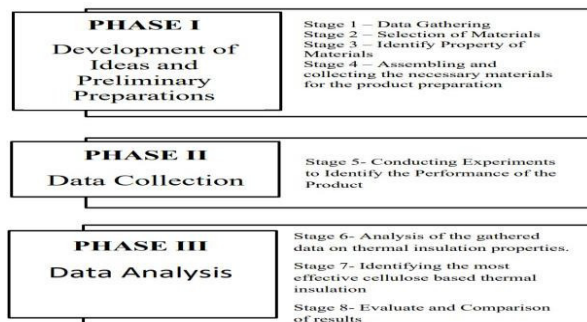 PHASE I
Development of
Ideas and
Preliminary
Preparations
Stage 1 – Data Gathering
Stage 2 – Selection of Materials
Stage 3 – Identify Property of
Materials
Stage 4 – Assembling and
collecting the necessary materials
for the product preparation
PHASE II
Data Collection
Stage 5- Conducting Experiments
to Identify the Performance of the
Product
PHASE III
Data Analysis
Stage 6- Analysis of the gathered
data on thermal insulation properties.
Stage 7- Identifying the most
effective cellulose based thermal
insulation
Stage 8- Evaluate and Comparison
of results